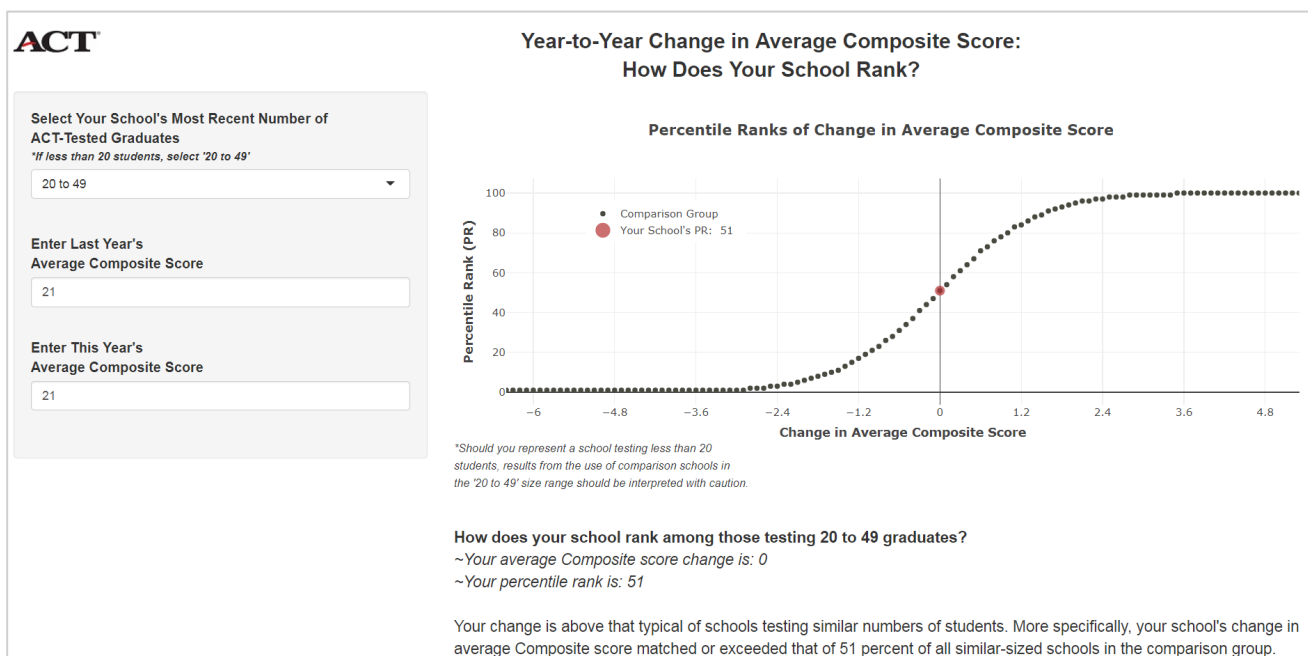 ACT®
Year-to-Year Change in Average Composite Score:
How Does Your School Rank?
Select Your School's Most Recent Number of
ACT-Tested Graduates
*If less than 20 students, select '20 to 49'
20 to 49
Enter Last Year's
Average Composite Score
21
Enter This Year's
Average Composite Score
21
Percentile Ranks of Change in Average Composite Score
Percentile Rank (PR)
100
80
60
40
20
0
Comparison Group
Your School's PR: 51
−6 −4.8 −3.6 −2.4 −1.2 0 1.2 2.4 3.6 4.8
Change in Average Composite Score
*Should you represent a school testing less than 20
students, results from the use of comparison schools in
the '20 to 49' size range should be interpreted with caution.
How does your school rank among those testing 20 to 49 graduates?
~Your average Composite score change is: 0
~Your percentile rank is: 51
Your change is above that typical of schools testing similar numbers of students. More specifically, your school's change in
average Composite score matched or exceeded that of 51 percent of all similar-sized schools in the comparison group.